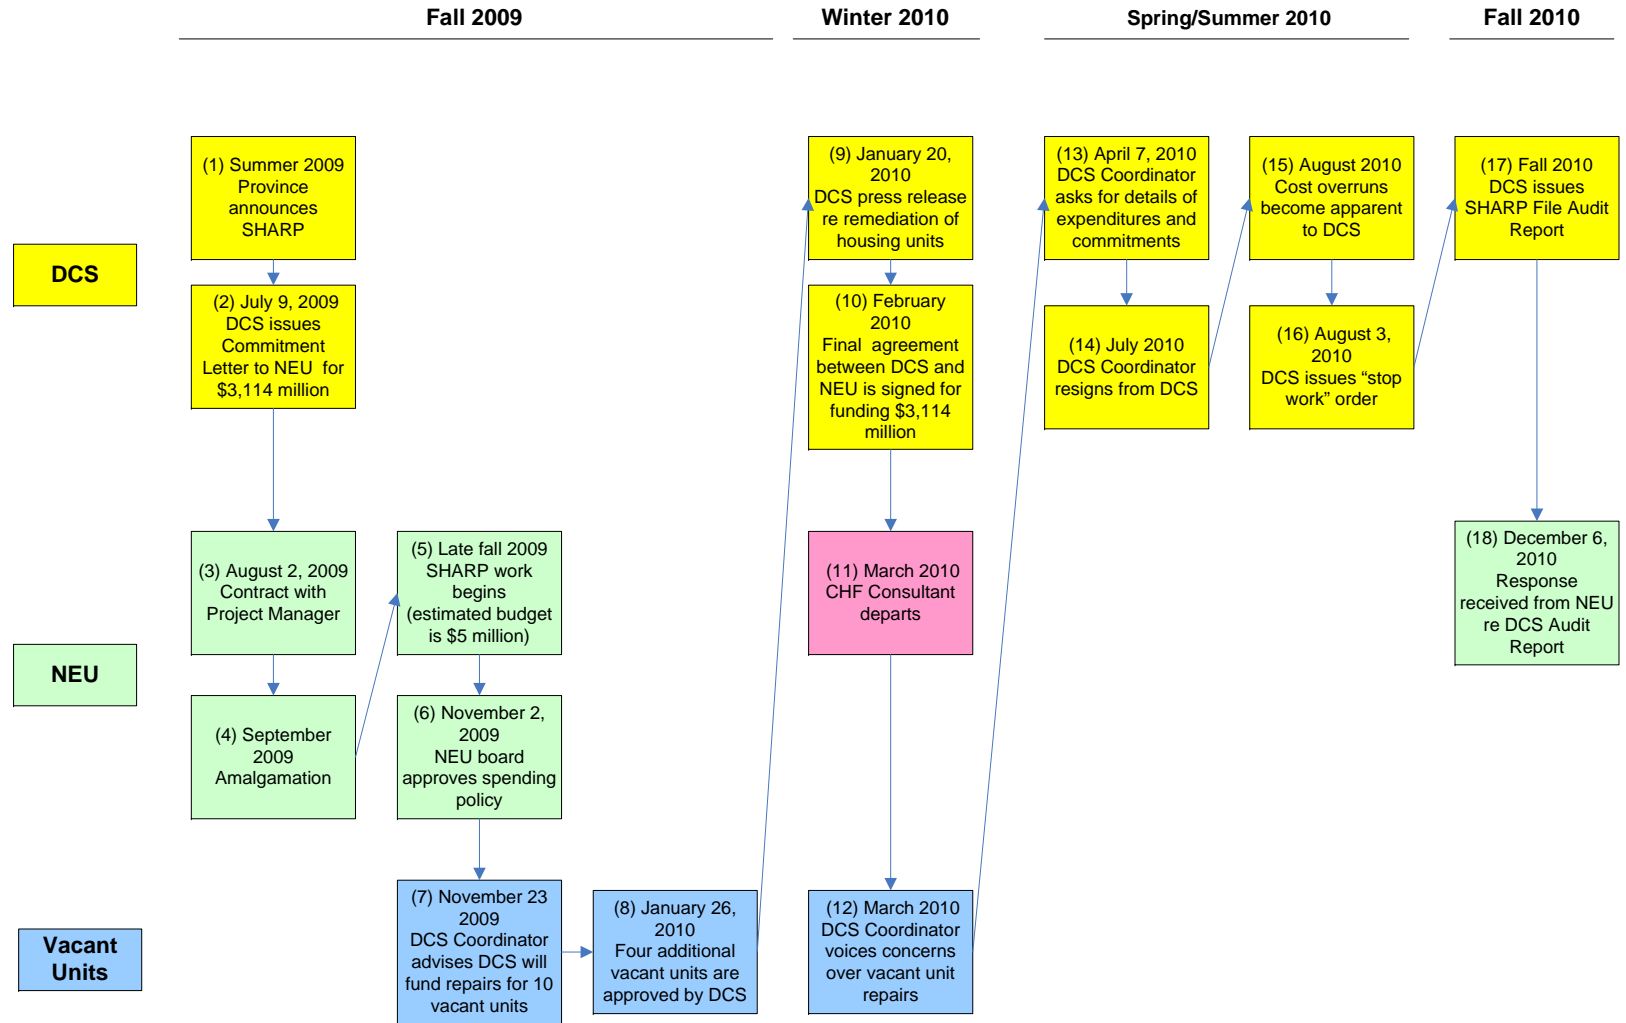 Fall 2009
Winter 2010
Spring/Summer 2010
Fall 2010
DCS
(1) Summer 2009
Province
announces
SHARP
(2) July 9, 2009
DCS issues
Commitment
Letter to NEU for
$3,114 million
NEU
(3) August 2, 2009
Contract with
Project Manager
(4) September
2009
Amalgamation
(5) Late fall 2009
SHARP work
begins
(estimated budget
is $5 million)
(6) November 2,
2009
NEU board
approves spending
policy
Vacant
Units
(7) November 23
2009
DCS Coordinator
advises DCS will
fund repairs for 10
vacant units
(8) January 26,
2010
Four additional
vacant units are
approved by DCS
(9) January 20,
2010
DCS press release
re remediation of
housing units
(10) February
2010
Final agreement
between DCS and
NEU is signed for
funding $3,114
million
(11) March 2010
CHF Consultant
departs
(12) March 2010
DCS Coordinator
voices concerns
over vacant unit
repairs
(13) April 7, 2010
DCS Coordinator
asks for details of
expenditures and
commitments
(14) July 2010
DCS Coordinator
resigns from DCS
(15) August 2010
Cost overruns
become apparent
to DCS
(16) August 3,
2010
DCS issues “stop
work” order
(17) Fall 2010
DCS issues
SHARP File Audit
Report
(18) December 6,
2010
Response
received from NEU
re DCS Audit
Report